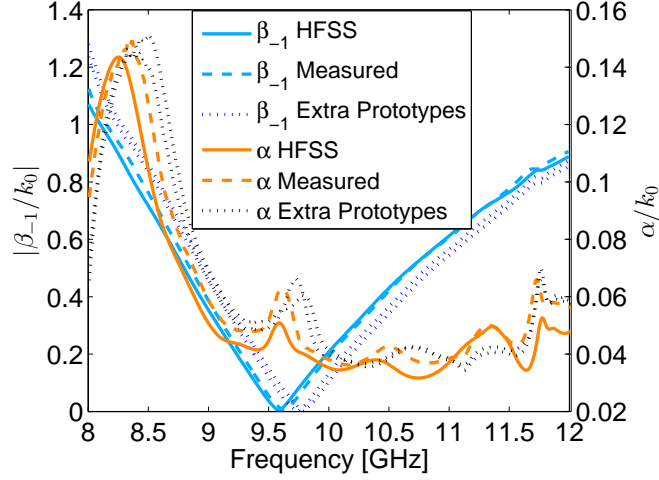 1.4
1.2
1
0.8
0.6
0.4
0.2
0
|β₋₁/k₀|
β₋₁ HFSS
β₋₁ Measured
β₋₁ Extra Prototypes
α HFSS
α Measured
α Extra Prototypes
0.16
0.14
0.12
0.1
0.08
0.06
0.04
0.02
α/k₀
8 8.5 9 9.5 10 10.5 11 11.5 12
Frequency [GHz]